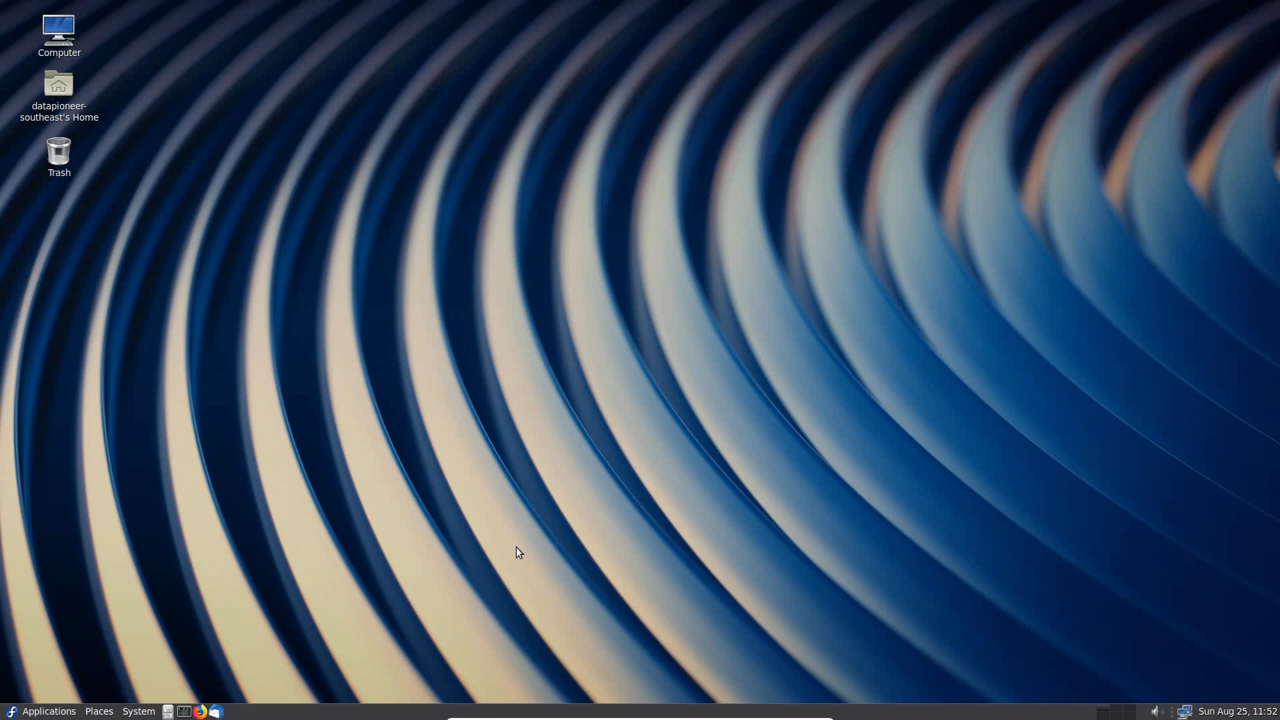 Computer
datapioneer-
southeast's Home
Trash
Applications Places System Sun Aug 25, 11:52